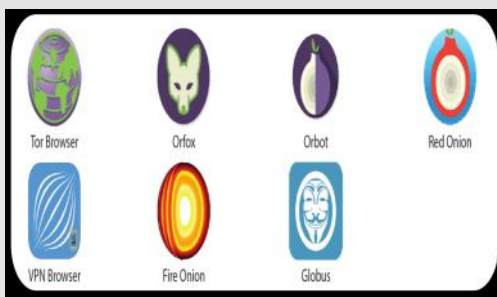 Tor Browser Orfox Orbot Red Onion
VPN Browser Fire Onion Globus